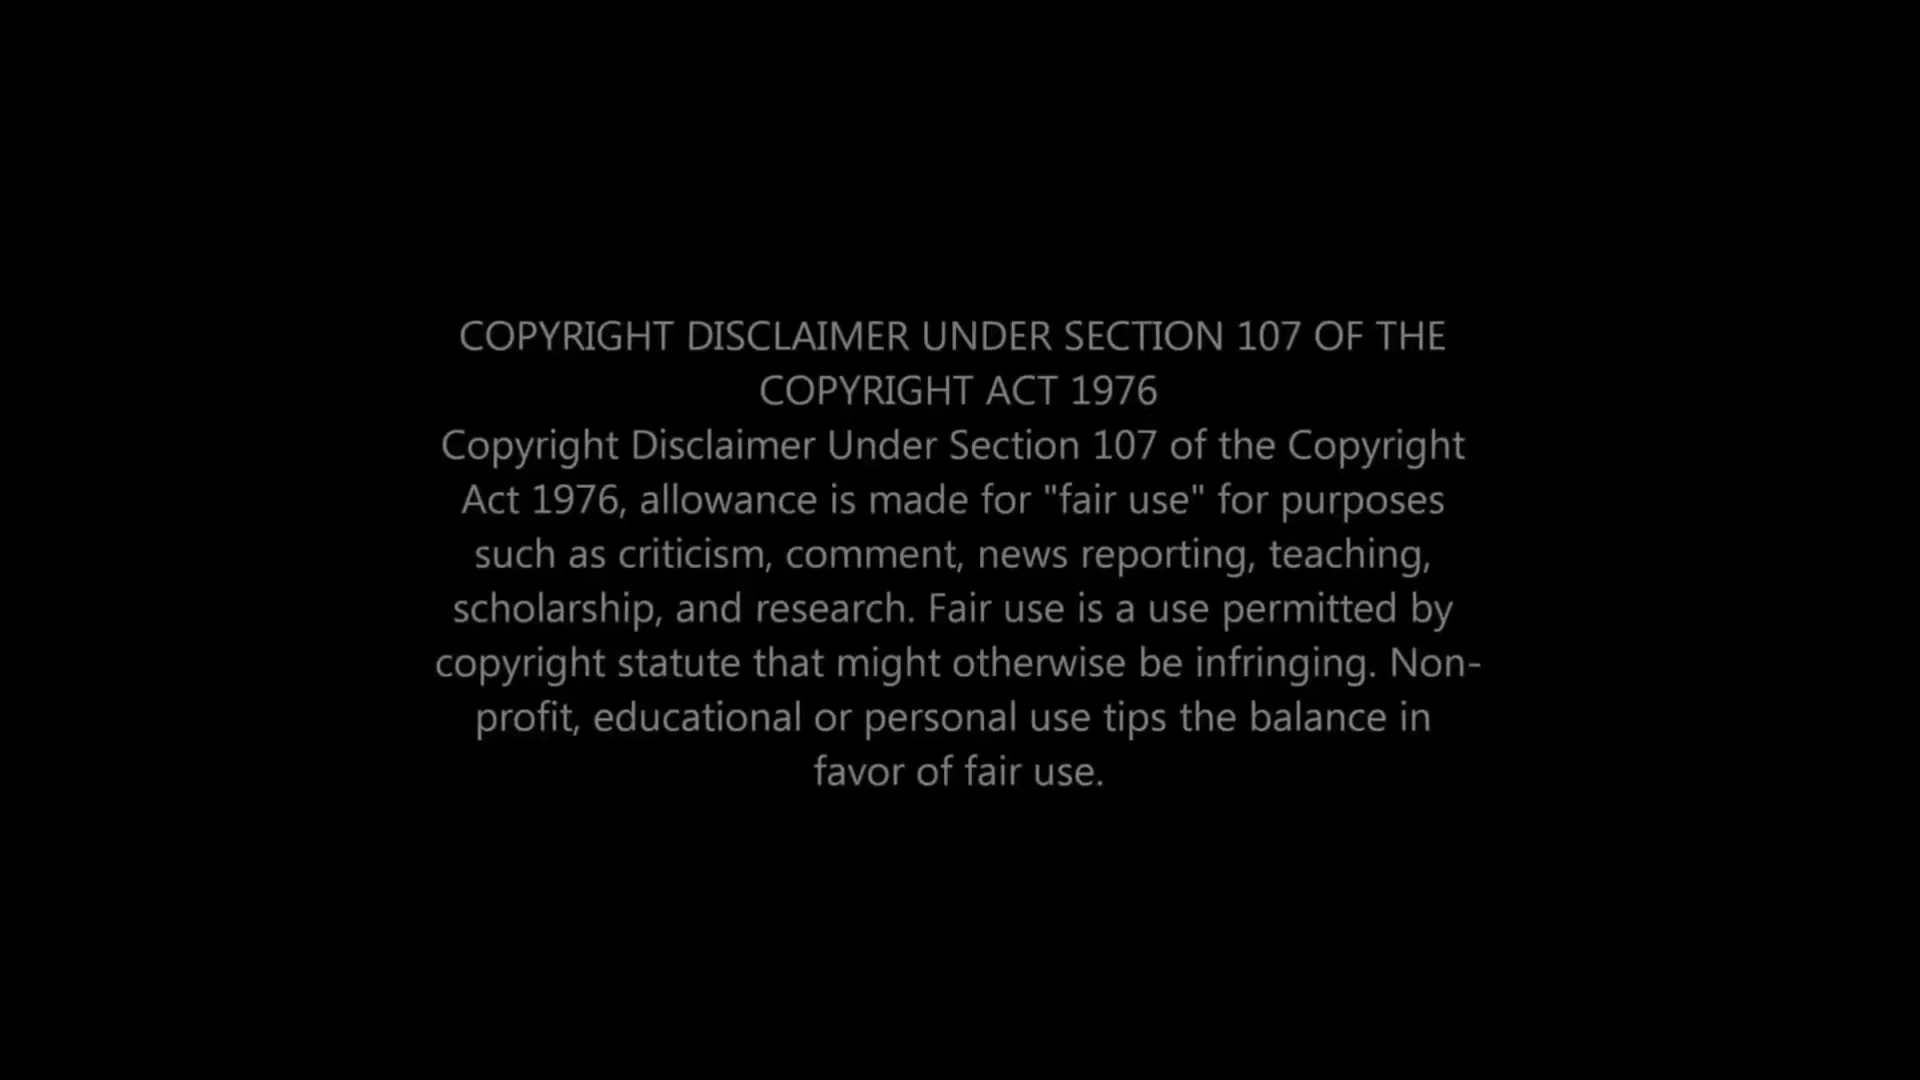 COPYRIGHT DISCLAIMER UNDER SECTION 107 OF THE
COPYRIGHT ACT 1976
Copyright Disclaimer Under Section 107 of the Copyright
Act 1976, allowance is made for "fair use" for purposes
such as criticism, comment, news reporting, teaching,
scholarship, and research. Fair use is a use permitted by
copyright statute that might otherwise be infringing. Non-
profit, educational or personal use tips the balance in
favor of fair use.